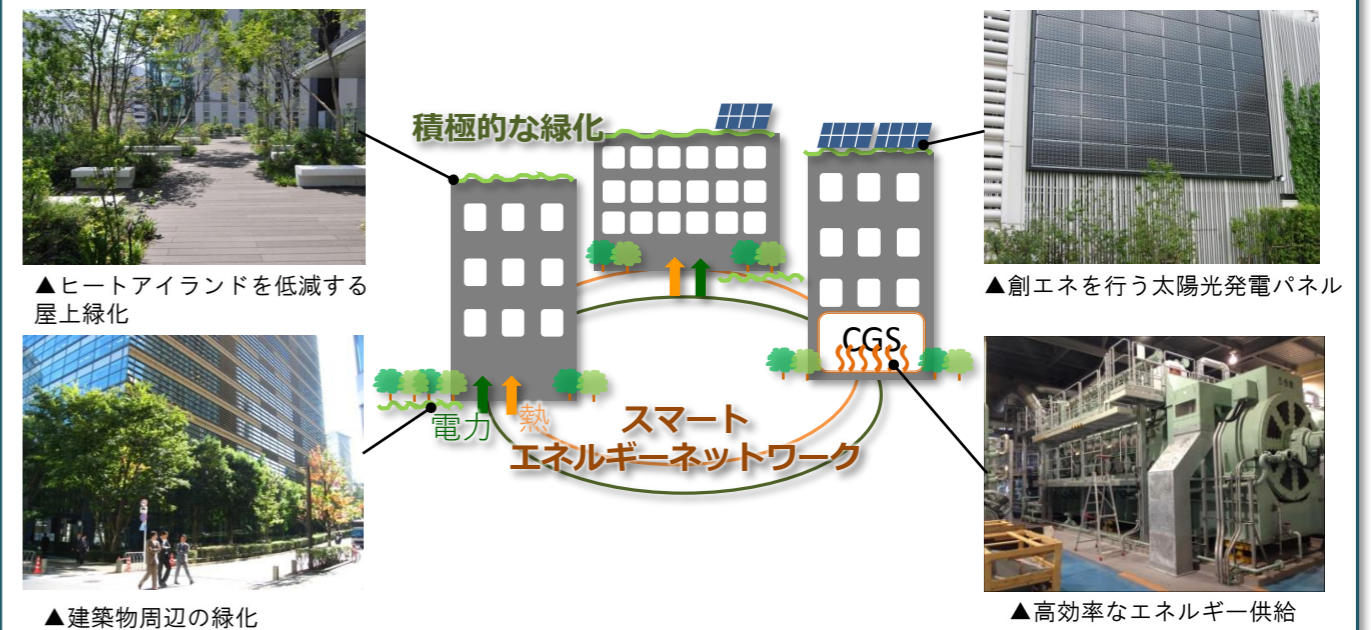 積極的な緑化
▲ヒートアイランドを低減する
屋上緑化
▲創エネを行う太陽光発電パネル
CGS
電力
熱
スマート
エネルギーネットワーク
▲建築物周辺の緑化
▲高効率なエネルギー供給